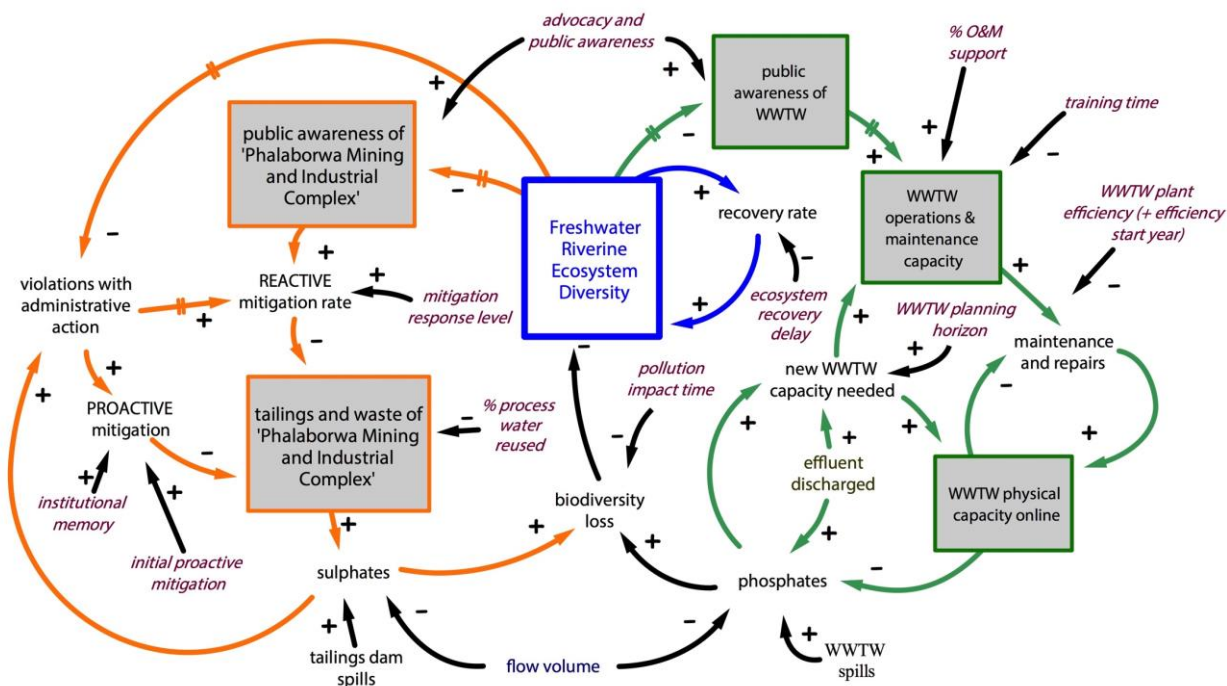 advocacy and
public awareness
% O&M
support
public
awareness of
WWTW
training time
public awareness of
'Phalaborwa Mining
and Industrial
Complex'
WWTW
operations &
maintenance
capacity
WWTW plant
efficiency (+ efficiency
start year)
Freshwater
Riverine
Ecosystem
Diversity
recovery rate
violations with
administrative
action
REACTIVE
mitigation rate
mitigation
response level
ecosystem
recovery
delay
WWTW planning
horizon
maintenance
and repairs
new WWTW
capacity needed
pollution
impact time
PROACTIVE
mitigation
tailings and waste of
'Phalaborwa Mining
and Industrial
Complex'
% process
water
reused
effluent
discharged
WWTW physical
capacity online
institutional
memory
biodiversity
loss
initial proactive
mitigation
sulphates
phosphates
tailings dam
spills
flow volume
WWTW
spills